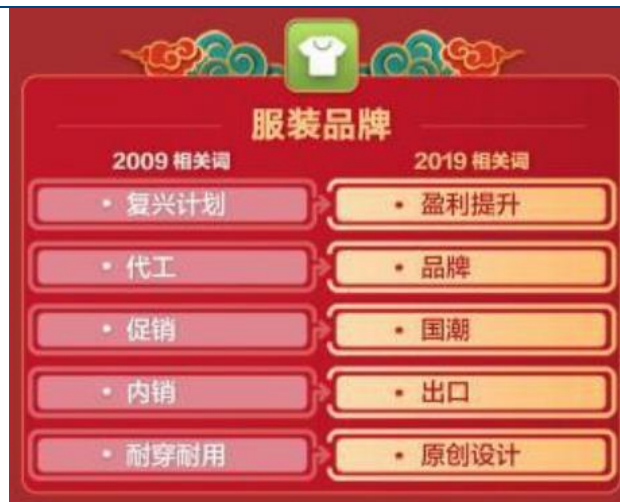 服装品牌
2009 相关词 2019 相关词
• 复兴计划 • 盈利提升
• 代工 • 品牌
• 促销 • 国潮
• 内销 • 出口
• 耐穿耐用 • 原创设计